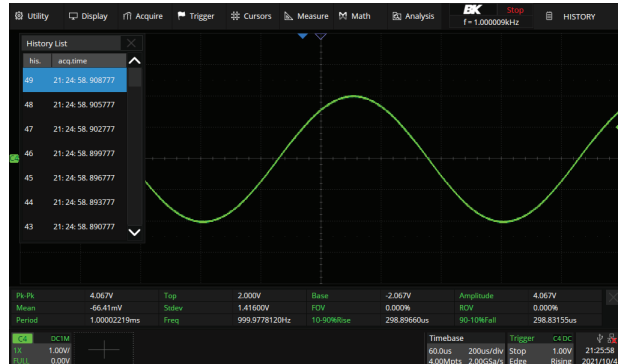 Utility Display Acquire Trigger Cursors Measure Math Analysis BK Stop HISTORY
f = 1.000009kHz
History List
his. acq.time
49 21: 24: 58. 908777
48 21: 24: 58. 905777
47 21: 24: 58. 902777
46 21: 24: 58. 899777
45 21: 24: 58. 896777
44 21: 24: 58. 893777
43 21: 24: 58. 890777
C4
Pk-Pk 4.067V Top 2.000V Base -2.067V Amplitude 4.067V
Mean -66.41mV Stdev 1.41600V FOV 0.000% ROV 0.000%
Period 1.00002219ms Freq 999.9778120Hz 10-90%Rise 298.89660us 90-10%Fall 298.83155us
C4 DC1M Timebase Trigger C4 DC
1X 1.00V/ 60.0us 200us/div Stop 1.00V 21:25:58
FULL 0.00V 4.00Mpts 2.00GSa/s Edge Rising 2021/10/4